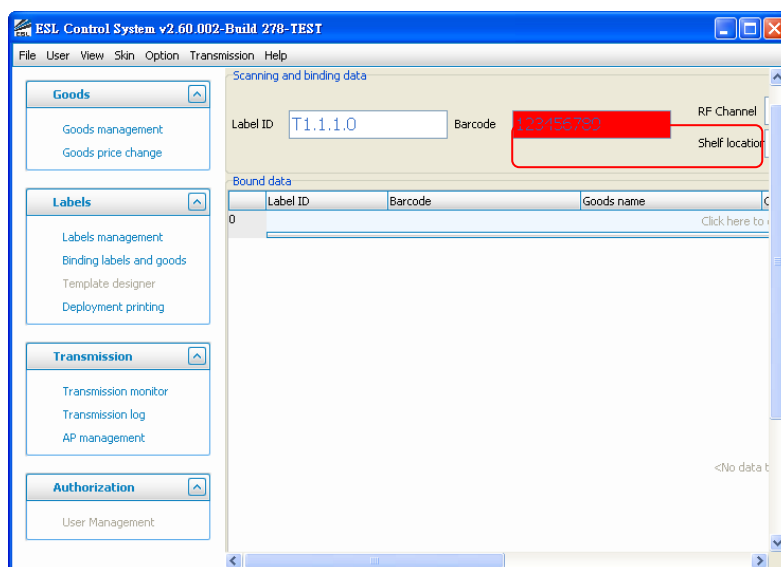 ESL Control System v2.60.002-Build 278-TEST
File User View Skin Option Transmission Help
Goods
Goods management
Goods price change
Labels
Labels management
Binding labels and goods
Template designer
Deployment printing
Transmission
Transmission monitor
Transmission log
AP management
Authorization
User Management
Scanning and binding data
Label ID T1.1.1.0 Barcode 123456789 RF Channel
Shelf location
Bound data
Label ID Barcode Goods name
0 Click here to
<No data t